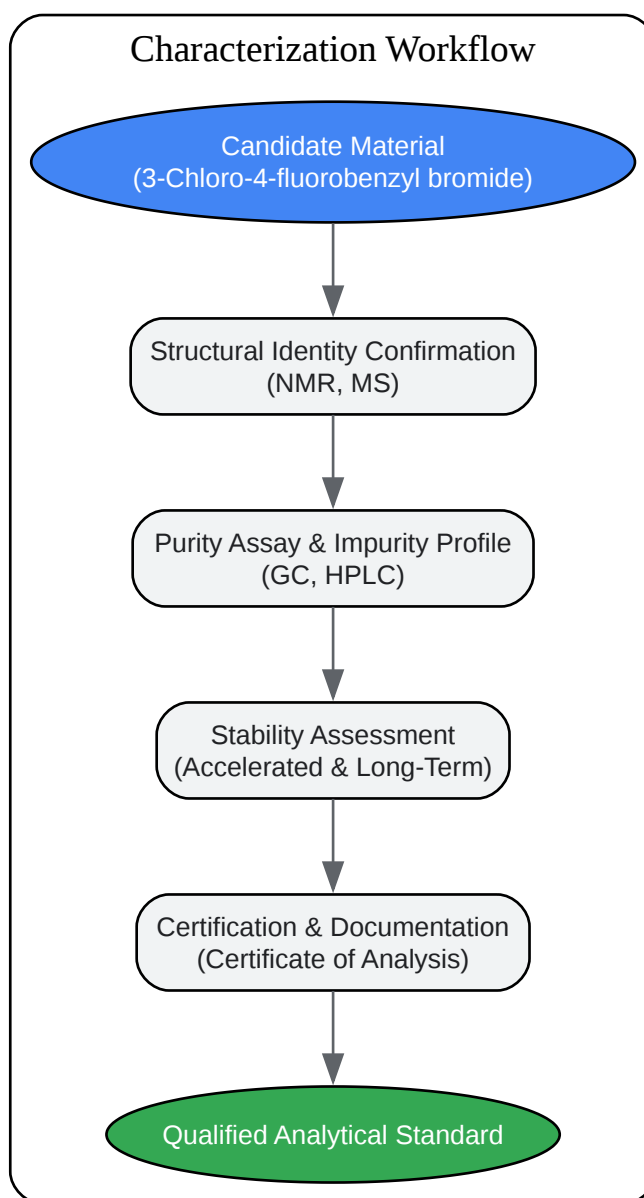 Characterization Workflow
Candidate Material
(3-Chloro-4-fluorobenzyl bromide)
Structural Identity Confirmation
(NMR, MS)
Purity Assay & Impurity Profile
(GC, HPLC)
Stability Assessment
(Accelerated & Long-Term)
Certification & Documentation
(Certificate of Analysis)
Qualified Analytical Standard